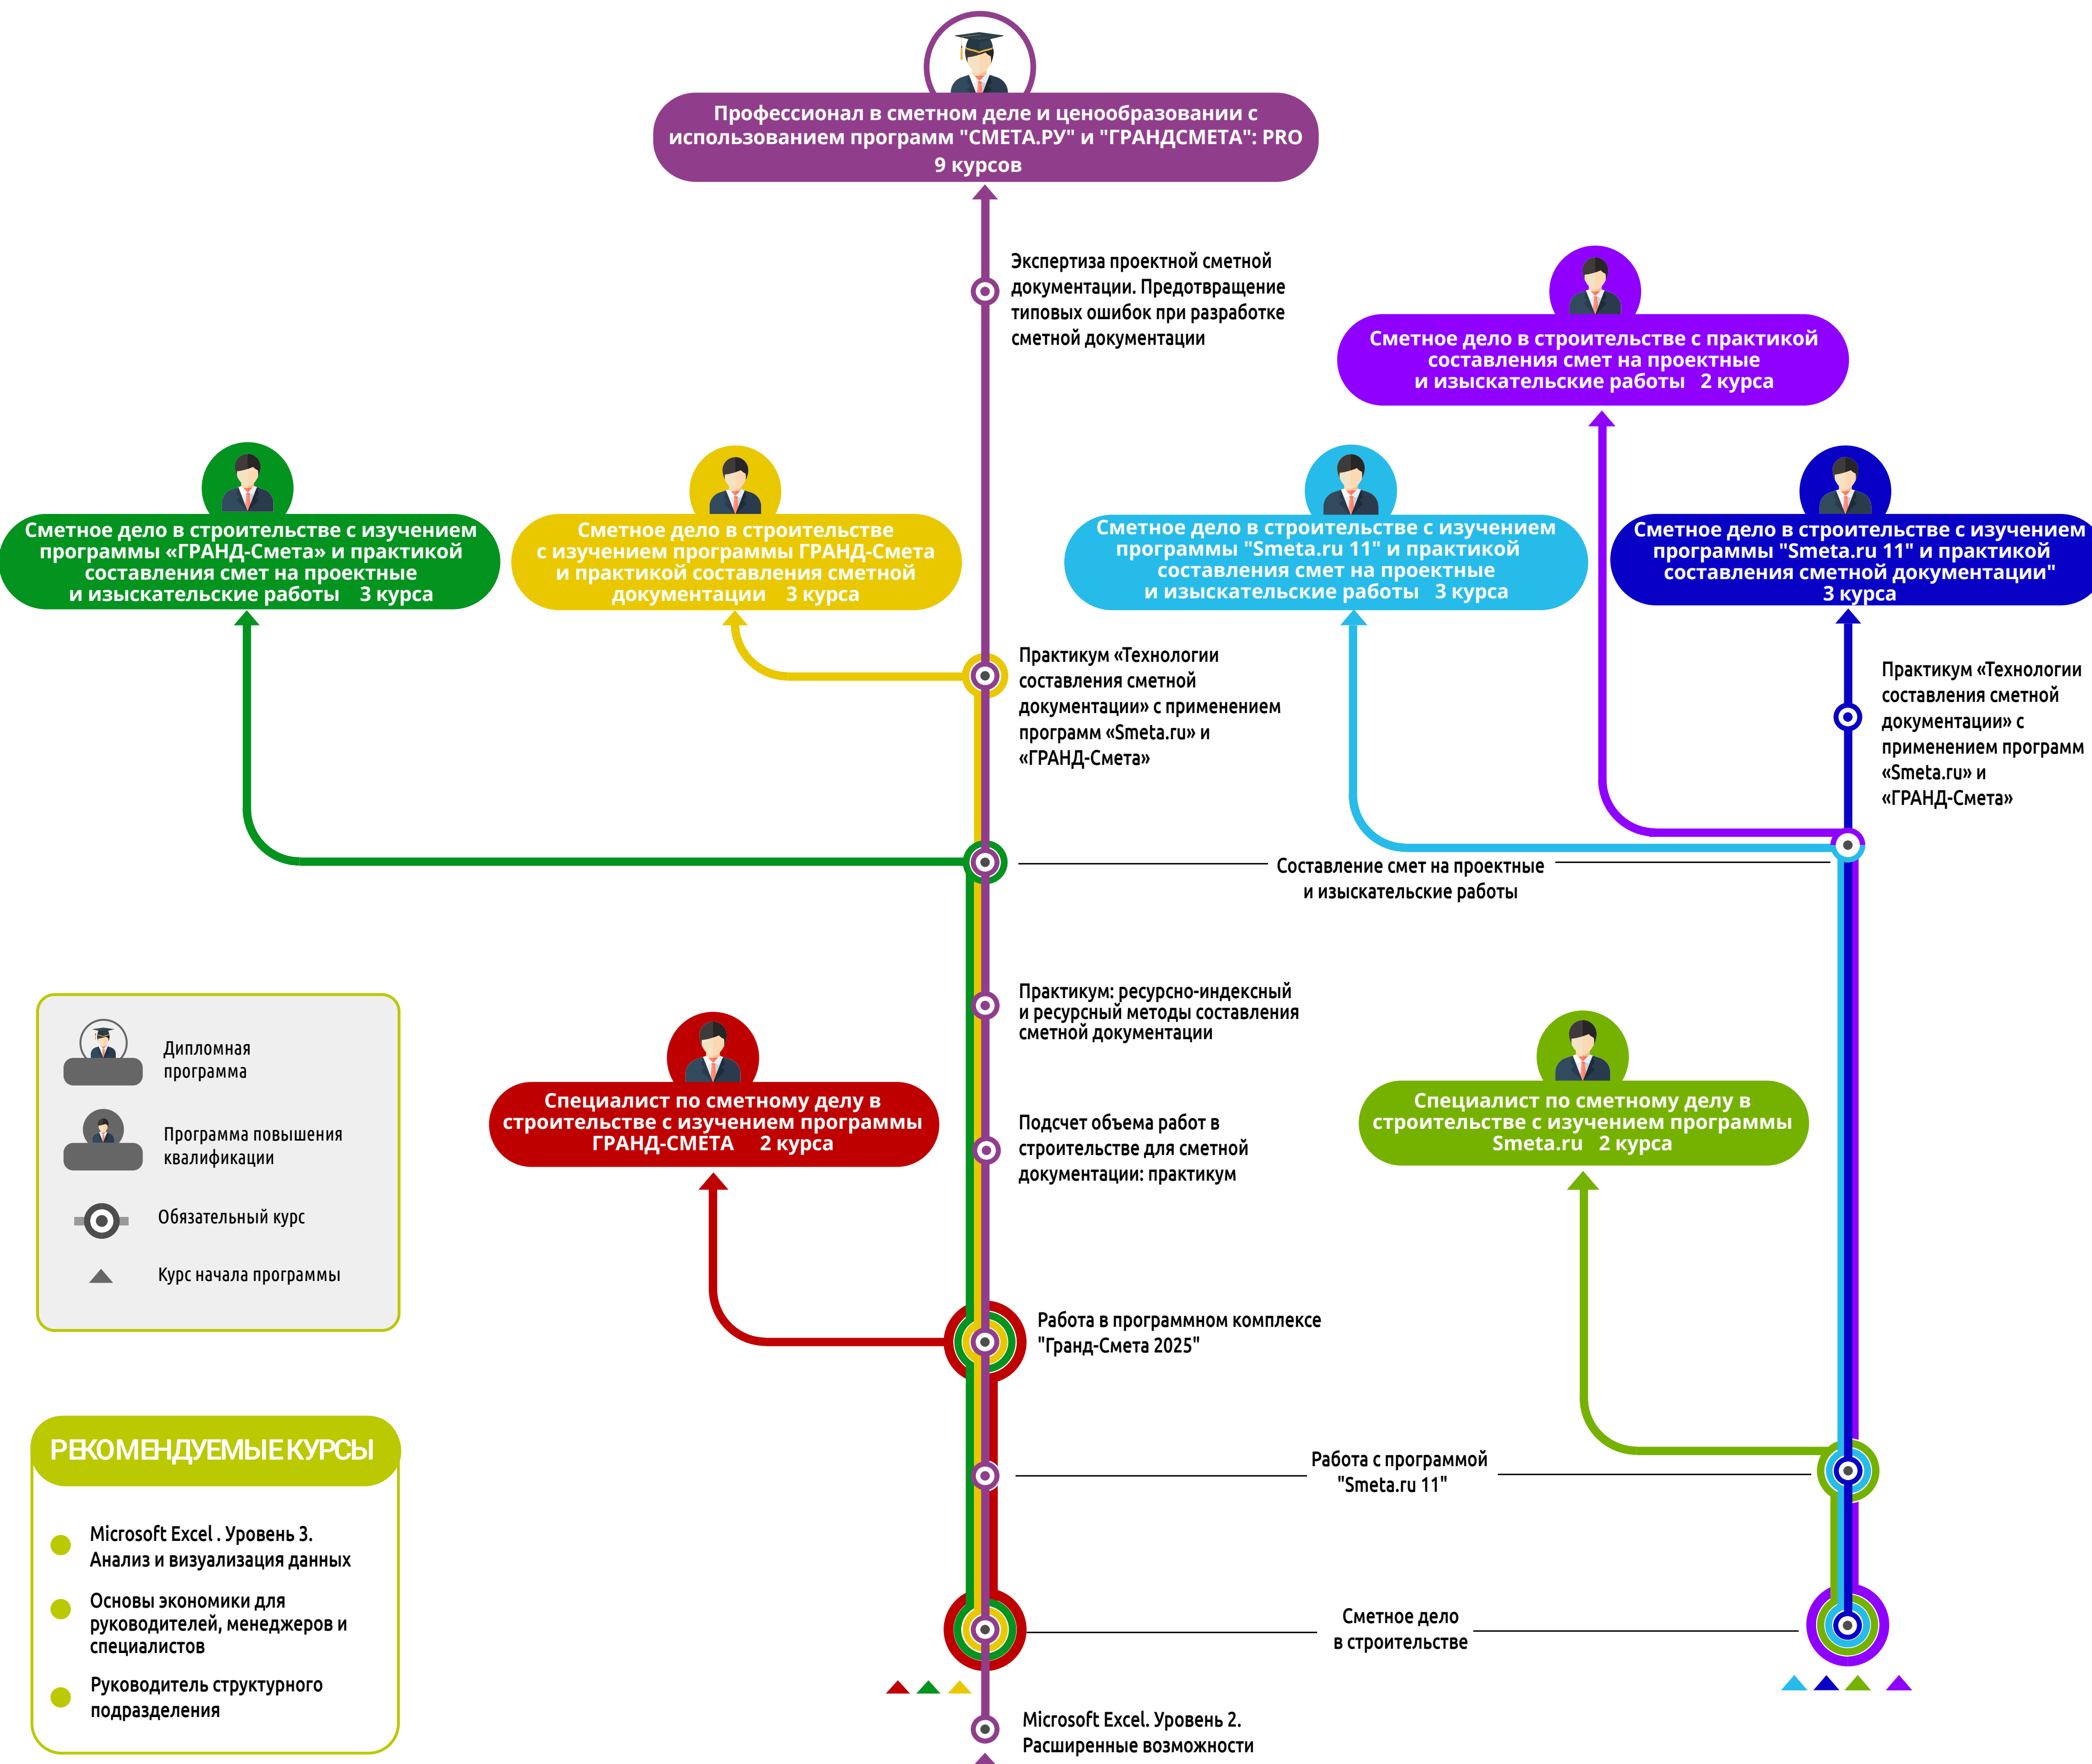 Профессионал в сметном деле и ценообразовании с
использованием программ "СМЕТА.РУ" и "ГРАНДСМЕТА": PRO
9 курсов
Экспертиза проектной сметной
документации. Предотвращение
типовых ошибок при разработке
сметной документации
Сметное дело в строительстве с практикой
составления смет на проектные
и изыскательские работы 2 курса
Сметное дело в строительстве с изучением
программы «ГРАНД-Смета» и практикой
составления смет на проектные
и изыскательские работы 3 курса
Сметное дело в строительстве
с изучением программы ГРАНД-Смета
и практикой составления сметной
документации 3 курса
Сметное дело в строительстве с изучением
программы "Smeta.ru 11" и практикой
составления смет на проектные
и изыскательские работы 3 курса
Сметное дело в строительстве с изучением
программы "Smeta.ru 11" и практикой
составления сметной документации"
3 курса
Практикум «Технологии
составления сметной
документации» с применением
программ «Smeta.ru» и
«ГРАНД-Смета»
Практикум «Технологии
составления сметной
документации» с
применением программ
«Smeta.ru» и
«ГРАНД-Смета»
Составление смет на проектные
и изыскательские работы
Практикум: ресурсно-индексный
и ресурсный методы составления
сметной документации
Дипломная
программа
Программа повышения
квалификации
Обязательный курс
Курс начала программы
Специалист по сметному делу в
строительстве с изучением программы
ГРАНД-СМЕТА 2 курса
Подсчет объема работ в
строительстве для сметной
документации: практикум
Специалист по сметному делу в
строительстве с изучением программы
Smeta.ru 2 курса
Работа в программном комплексе
"Гранд-Смета 2025"
Работа с программой
"Smeta.ru 11"
РЕКОМЕНДУЕМЫЕ КУРСЫ
Microsoft Excel . Уровень 3.
Анализ и визуализация данных
Основы экономики для
руководителей, менеджеров и
специалистов
Руководитель структурного
подразделения
Сметное дело
в строительстве
Microsoft Excel. Уровень 2.
Расширенные возможности